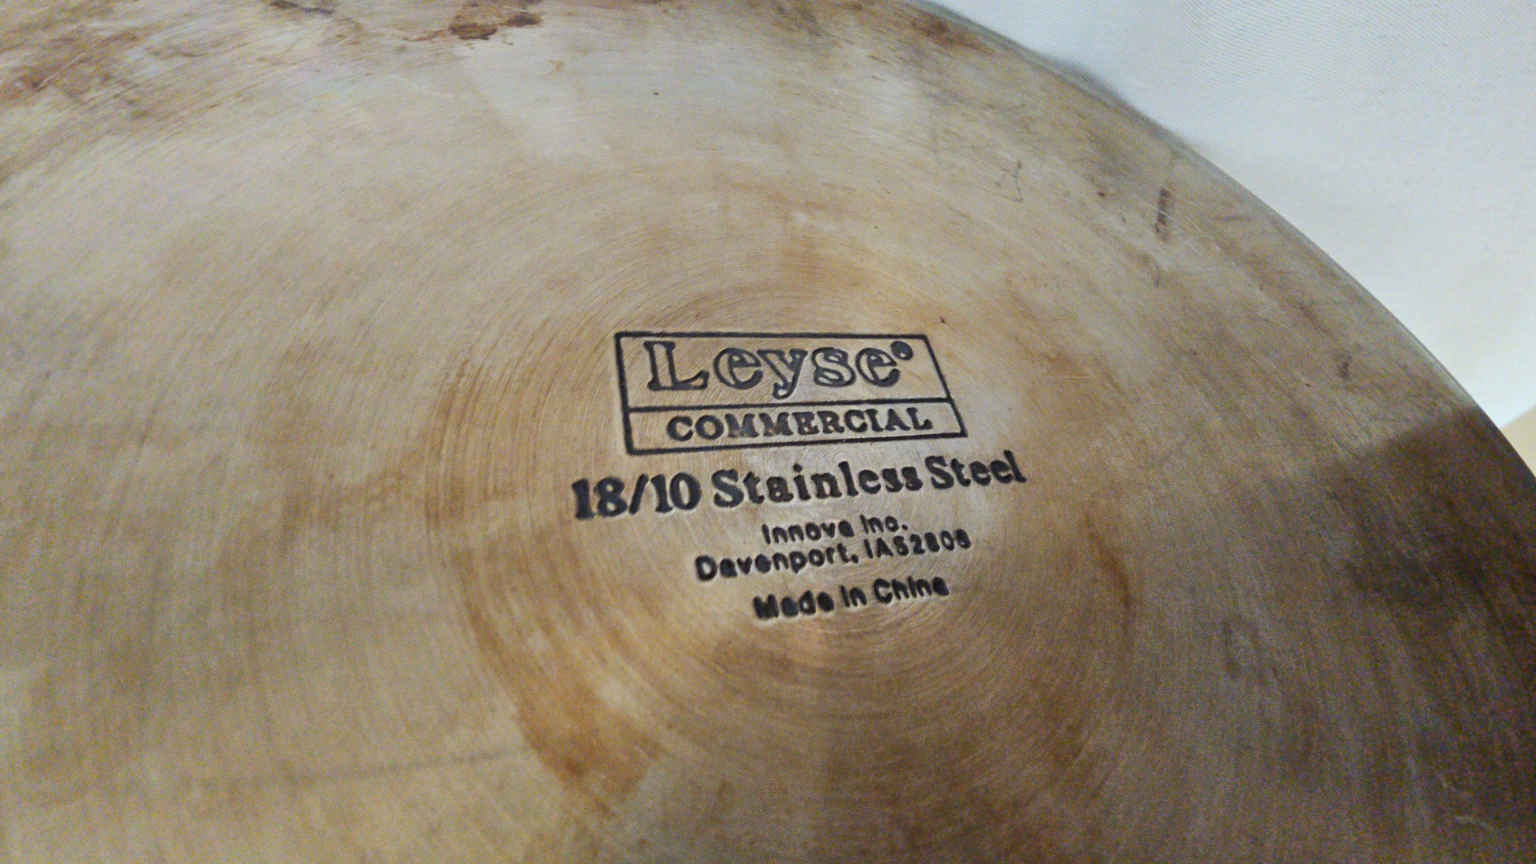 Leyse®
COMMERCIAL
18/10 Stainless Steel
Innova Inc.
Davenport, IA52806
Made in China